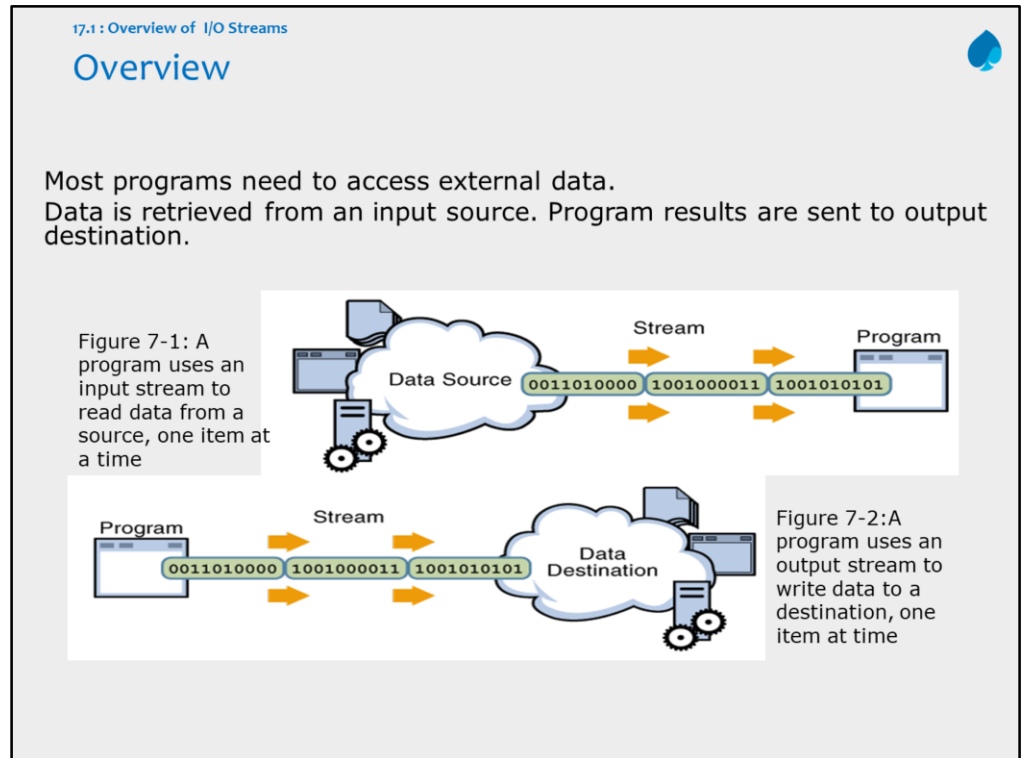 17.1 : Overview of I/O Streams
Overview
Most programs need to access external data.
Data is retrieved from an input source. Program results are sent to output
destination.
Figure 7-1: A
program uses an
input stream to
read data from a
source, one item at
a time
Data Source
Stream
Program
0011010000 1001000011 1001010101
Program
Stream
0011010000 1001000011 1001010101
Data
Destination
Figure 7-2:A
program uses an
output stream to
write data to a
destination, one
item at time